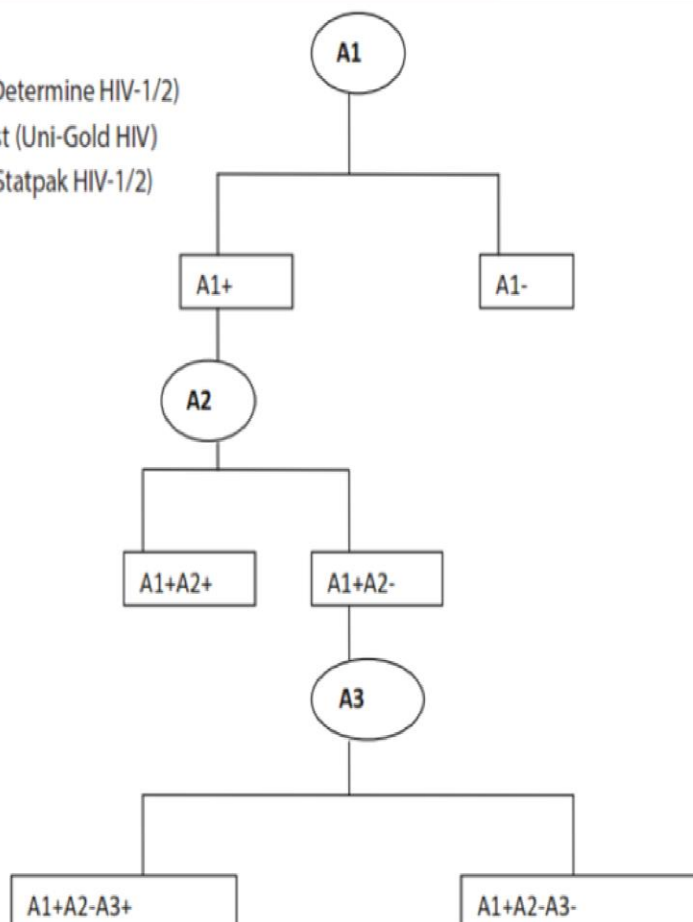 A1
Determine HIV-1/2)
(Uni-Gold HIV)
Statpak HIV-1/2)
A1+
A1-
A2
A1+A2+
A1+A2-
A3
A1+A2-A3+
A1+A2-A3-